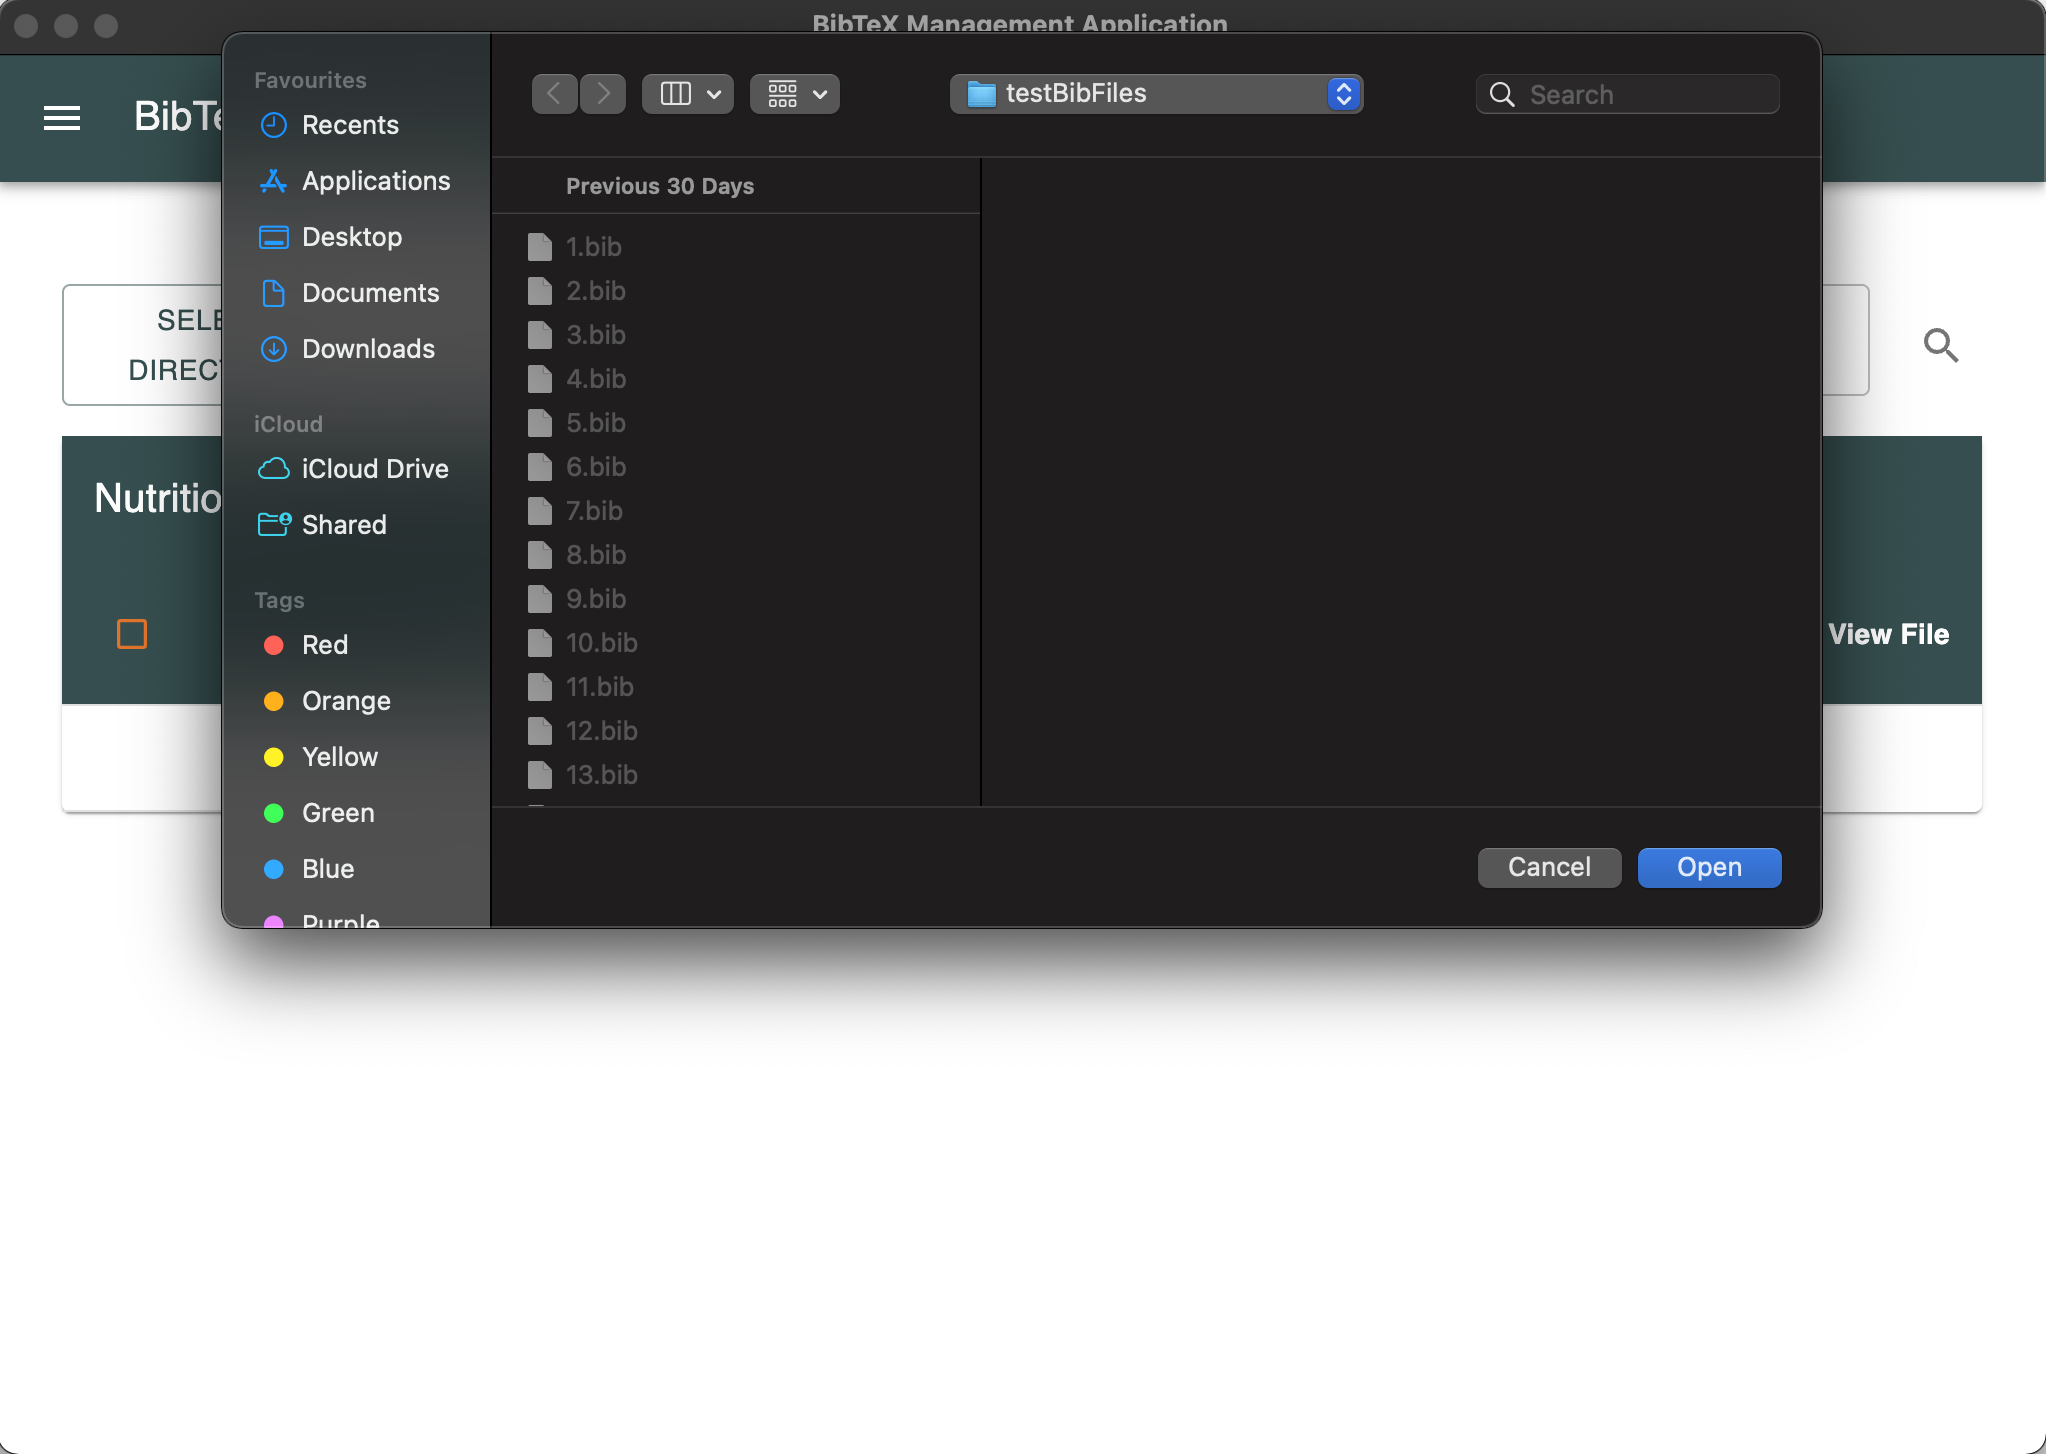 BibTeX Management Application
BibTe
SELE
DIRECT
Nutritio
View File
Favourites
Recents
Applications
Desktop
Documents
Downloads
iCloud
iCloud Drive
Shared
Tags
Red
Orange
Yellow
Green
Blue
Purple
testBibFiles
Search
Previous 30 Days
1.bib
2.bib
3.bib
4.bib
5.bib
6.bib
7.bib
8.bib
9.bib
10.bib
11.bib
12.bib
13.bib
Cancel
Open